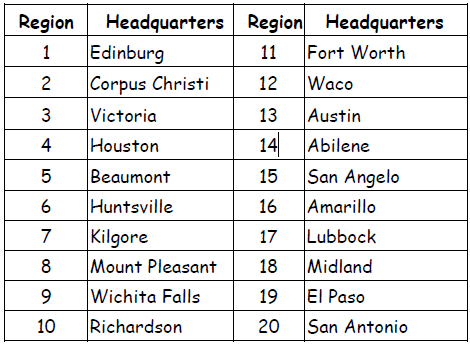 Region Headquarters Region Headquarters
1 Edinburg 11 Fort Worth
2 Corpus Christi 12 Waco
3 Victoria 13 Austin
4 Houston 14 Abilene
5 Beaumont 15 San Angelo
6 Huntsville 16 Amarillo
7 Kilgore 17 Lubbock
8 Mount Pleasant 18 Midland
9 Wichita Falls 19 El Paso
10 Richardson 20 San Antonio